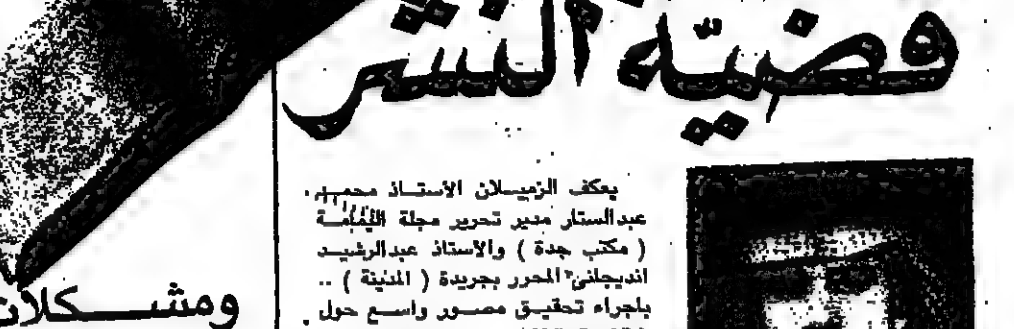 قضية النشر
يعكف الزميلان الأستاذ محمد
عبدالستار مدير تحرير مجلة اليمامة
( مكتب جدة ) والأستاذ عبدالرشيد
انديجاني المحرر بجريدة ( المدينة ) ..
باجراء تحقيق مصور واسع حول
ومشكلات